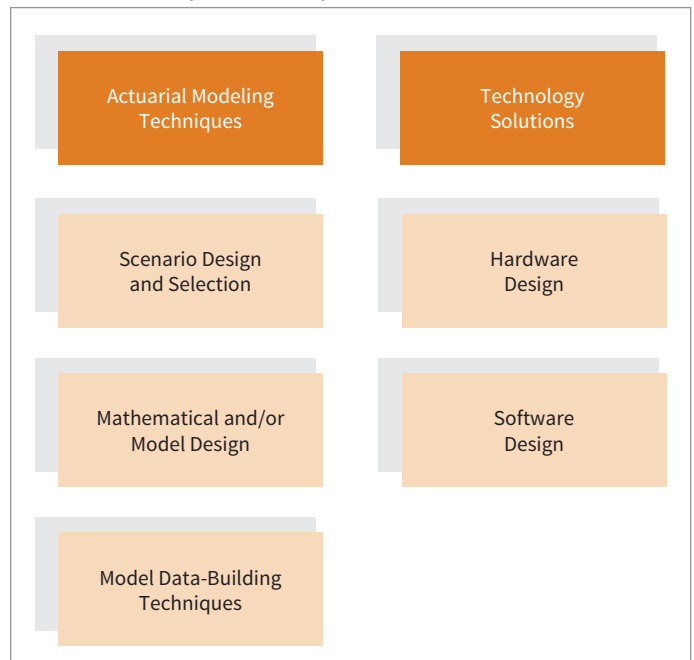 Actuarial Modeling
Techniques
Technology
Solutions
Scenario Design
and Selection
Hardware
Design
Mathematical and/or
Model Design
Software
Design
Model Data-Building
Techniques